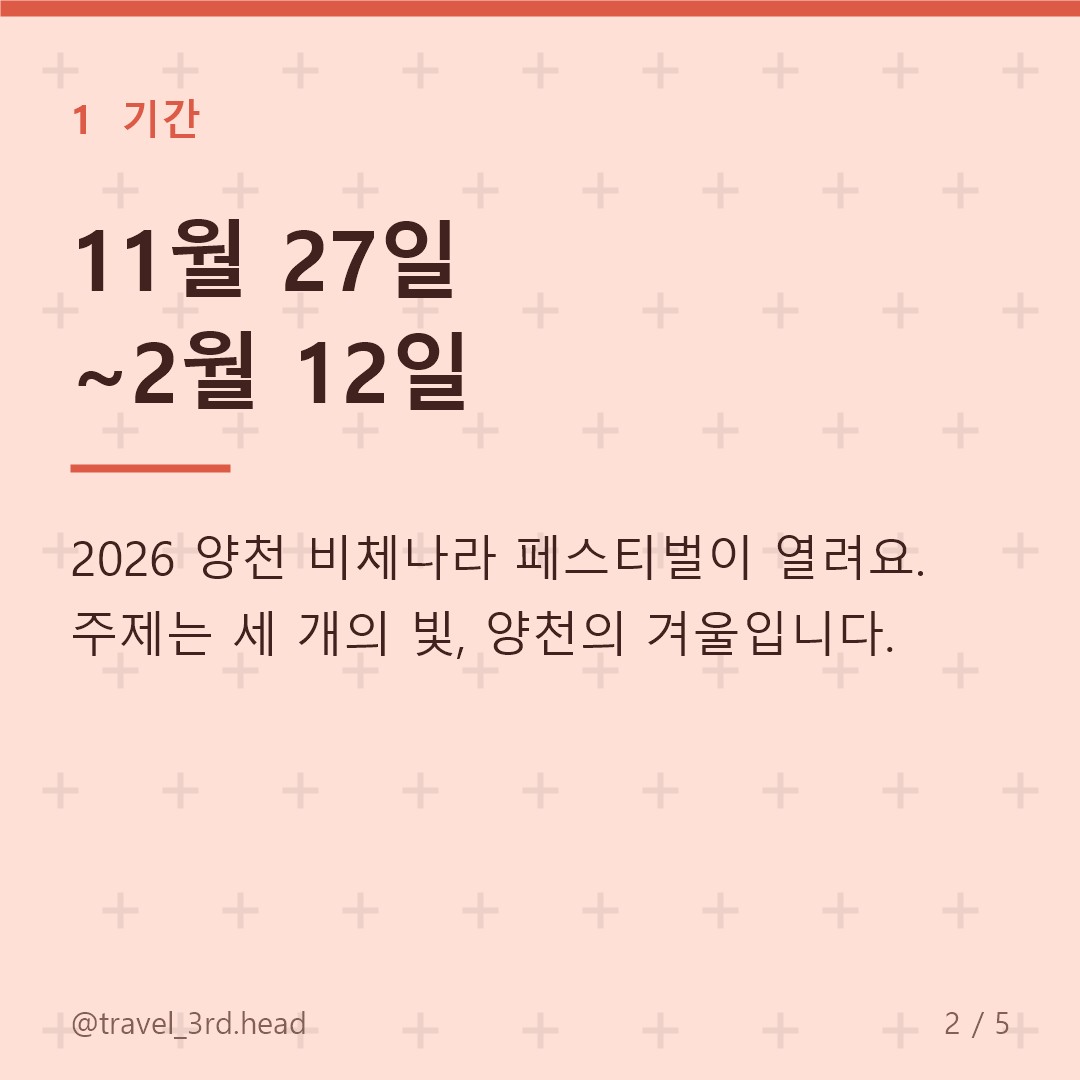 1 기간
11월 27일
~2월 12일
2026 양천 비체나라 페스티벌이 열려요.
주제는 세 개의 빛, 양천의 겨울입니다.
@travel_3rd.head
2 / 5